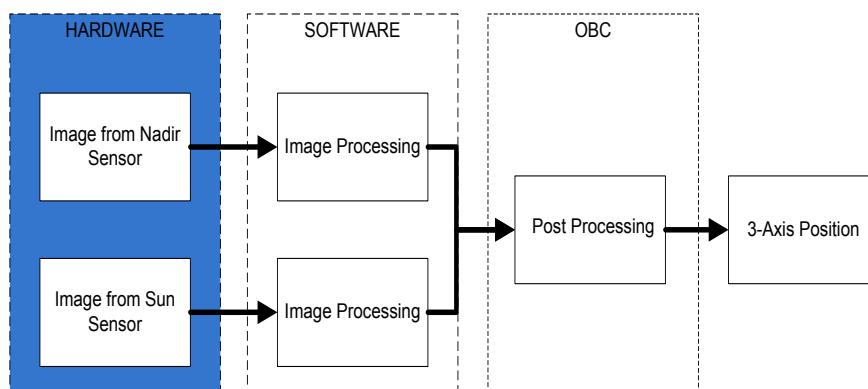 HARDWARE
SOFTWARE
OBC
Image from Nadir
Sensor
Image Processing
Post Processing
3-Axis Position
Image from Sun
Sensor
Image Processing